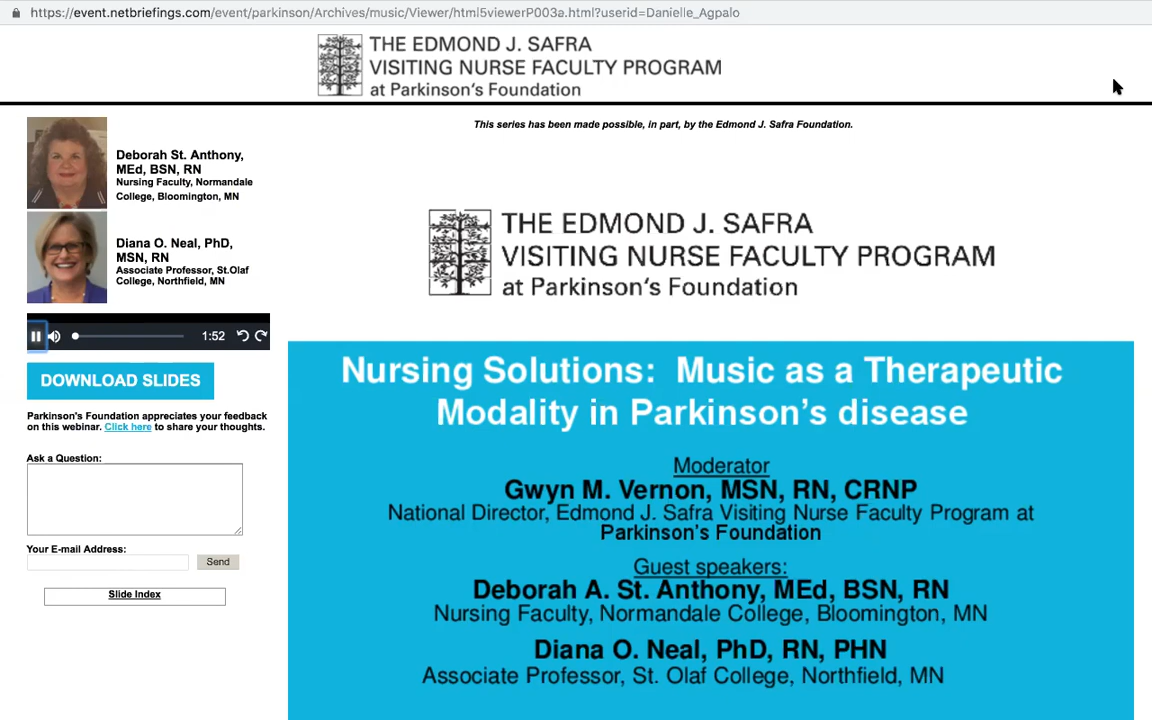 https://event.netbriefings.com/event/parkinson/Archives/music/Viewer/html5viewerP003a.html?userid=Danielle_Agpalo
THE EDMOND J. SAFRA
VISITING NURSE FACULTY PROGRAM
at Parkinson's Foundation
This series has been made possible, in part, by the Edmond J. Safra Foundation.
Deborah St. Anthony,
MEd, BSN, RN
Nursing Faculty, Normandale
College, Bloomington, MN
Diana O. Neal, PhD,
MSN, RN
Associate Professor, St.Olaf
College, Northfield, MN
1:52
DOWNLOAD SLIDES
Parkinson's Foundation appreciates your feedback
on this webinar. Click here to share your thoughts.
Ask a Question:
Your E-mail Address:
Send
Slide Index
THE EDMOND J. SAFRA
VISITING NURSE FACULTY PROGRAM
at Parkinson's Foundation
Nursing Solutions: Music as a Therapeutic
Modality in Parkinson's disease
Moderator
Gwyn M. Vernon, MSN, RN, CRNP
National Director, Edmond J. Safra Visiting Nurse Faculty Program at
Parkinson's Foundation
Guest speakers:
Deborah A. St. Anthony, MEd, BSN, RN
Nursing Faculty, Normandale College, Bloomington, MN
Diana O. Neal, PhD, RN, PHN
Associate Professor, St. Olaf College, Northfield, MN